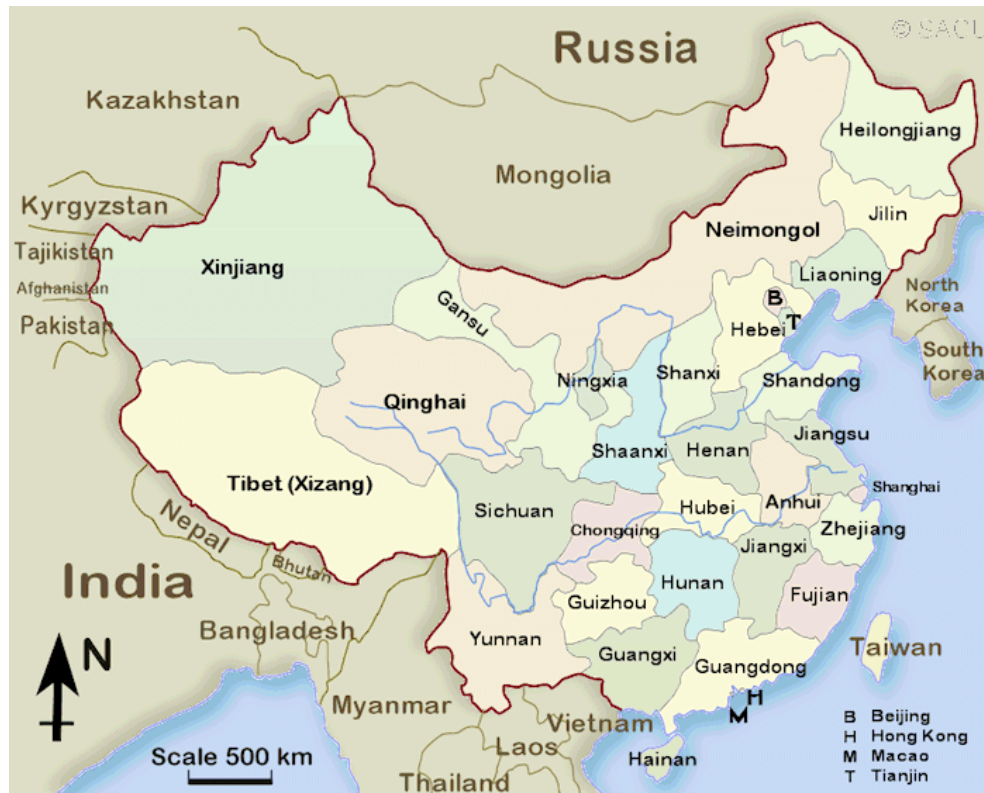 © SACU
Russia
Kazakhstan
Mongolia
Heilongjiang
Kyrgyzstan
Jilin
Neimongol
Tajikistan
Xinjiang
Liaoning
Afghanistan
North
Korea
B
Gansu
Pakistan
Hebei
T
South
Korea
Ningxia
Shanxi
Shandong
Qinghai
Jiangsu
Shaanxi
Henan
Tibet (Xizang)
Shanghai
Sichuan
Hubei
Anhui
Nepal
Chongqing
Zhejiang
Jiangxi
Bhutan
India
Hunan
Fujian
Guizhou
Bangladesh
Yunnan
Taiwan
N
Guangxi
Guangdong
H
Myanmar
M
Vietnam
B Beijing
H Hong Kong
Laos
Scale 500 km
Hainan
M Macao
T Tianjin
Thailand